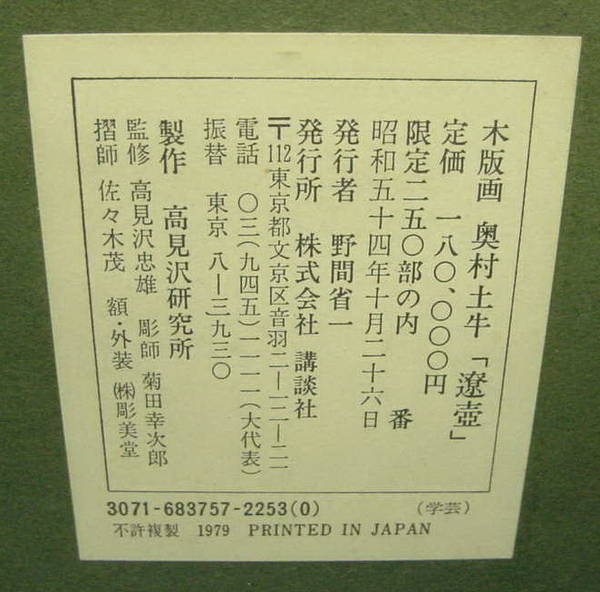 木版画 奥村土牛「遼壺」
定価 一八〇、〇〇〇円
限定二五〇部の内 番
昭和五十四年十月二十六日
発行者 野間省一
発行所 株式会社 講談社
〒112東京都文京区音羽二ー一二ー二一
電話 〇三(九四五)一一一一(大代表)
振替 東京 八ー三九三〇
製作 高見沢研究所
監修 高見沢忠雄 彫師 菊田幸次郎
摺師 佐々木茂 額・外装 ㈱彫美堂
3071-683757-2253(0) (学芸)
不許複製 1979 PRINTED IN JAPAN